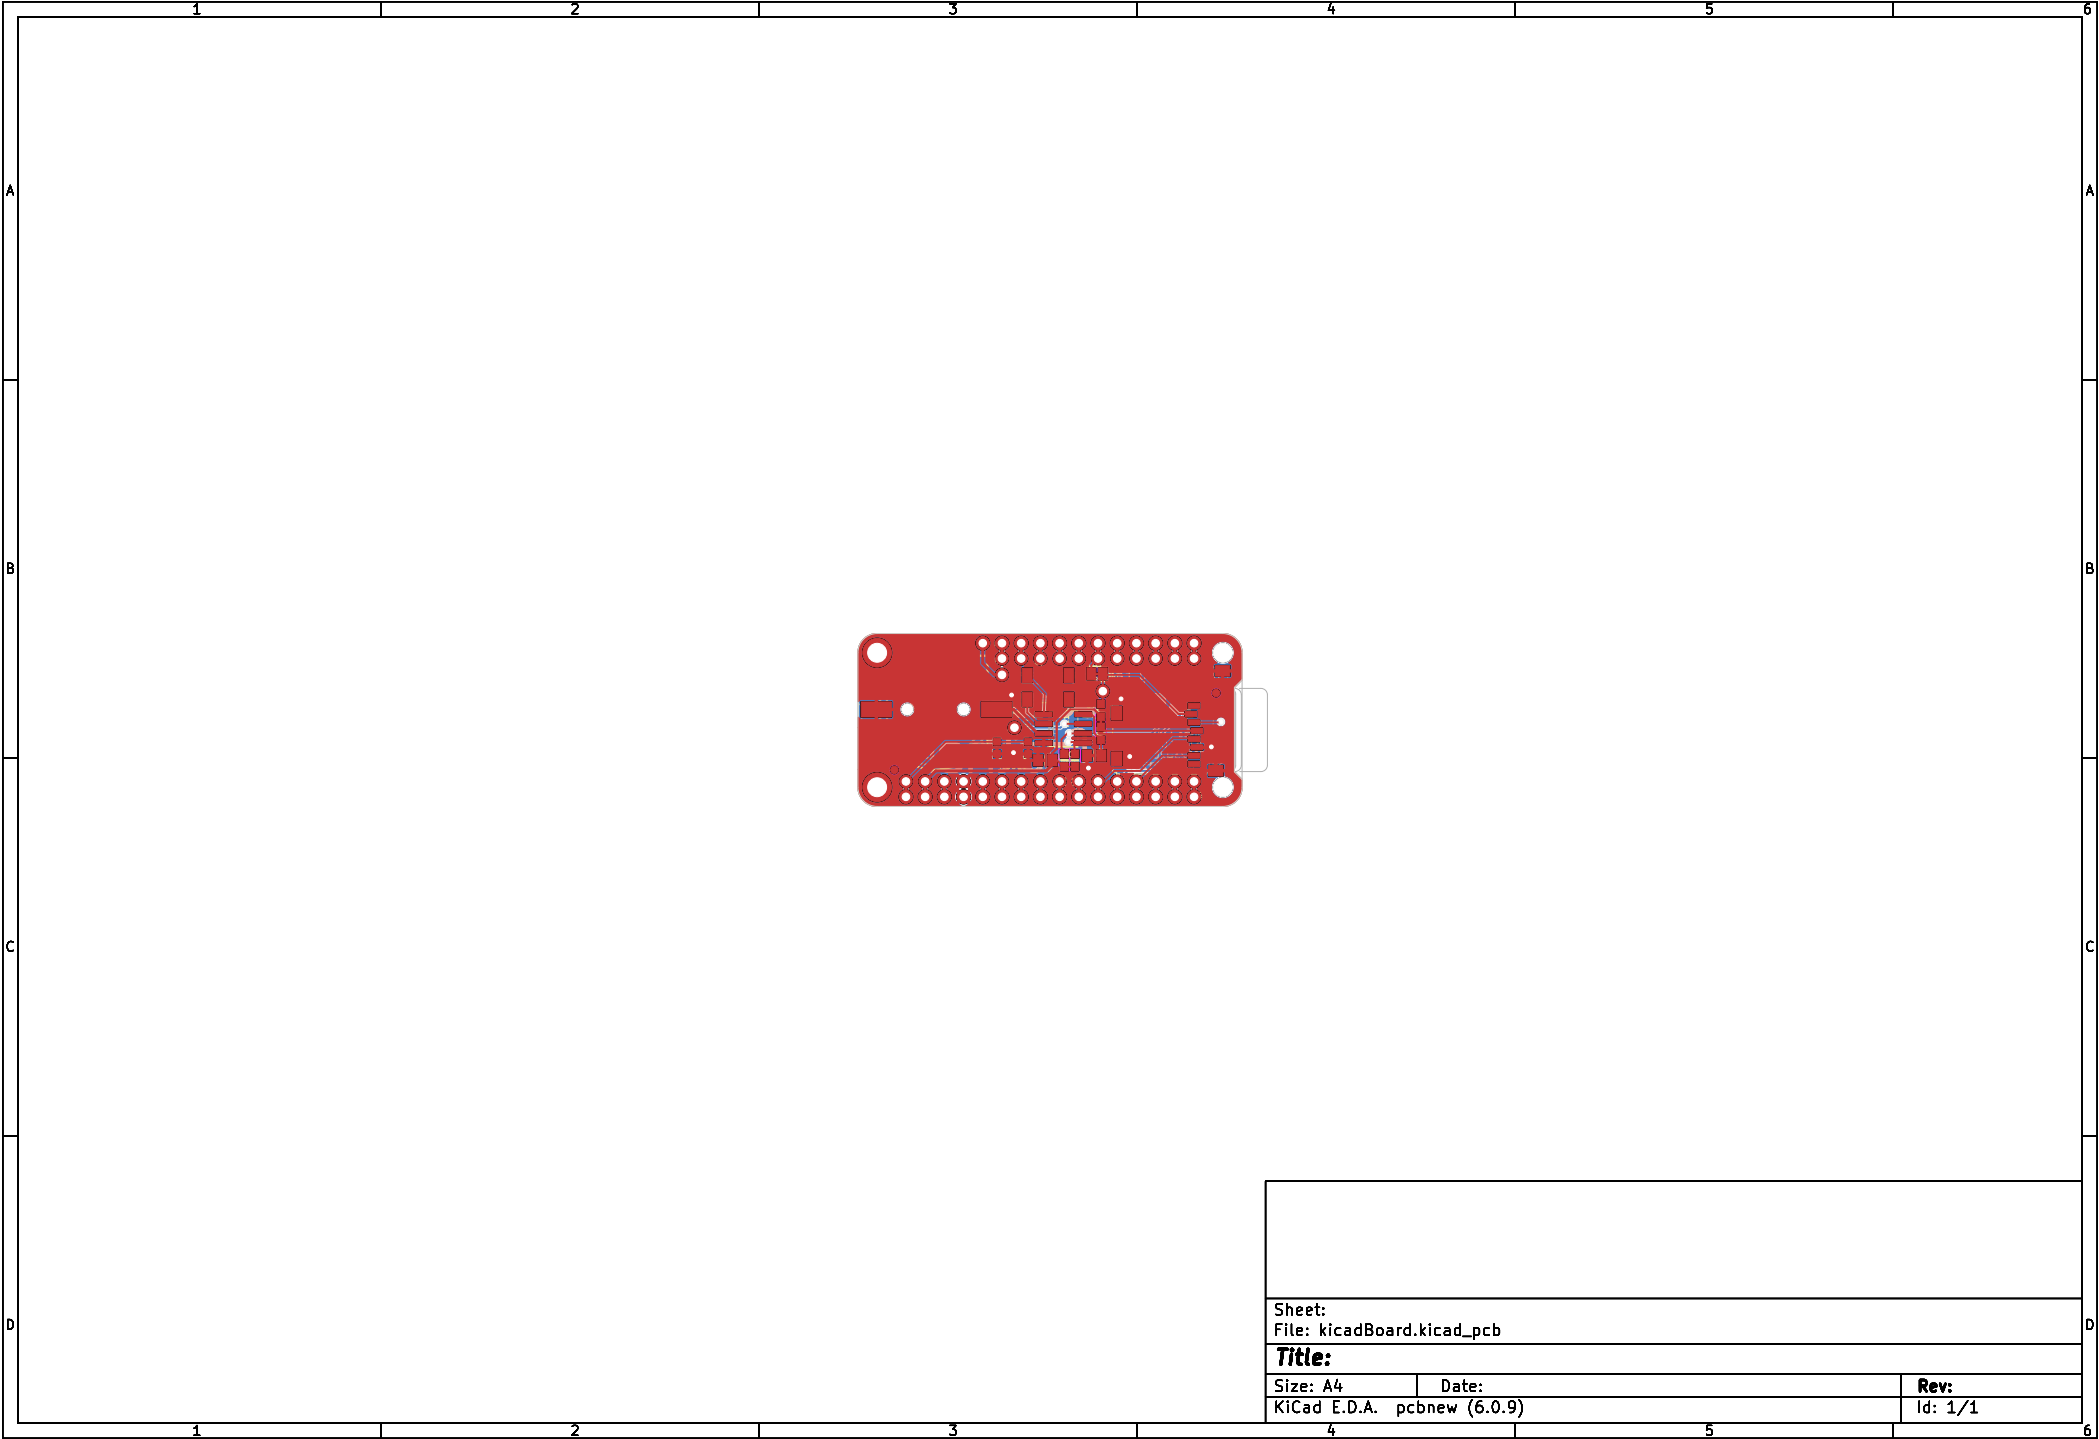 1 2 3 4 5 6
A A
B B
C C
Sheet:
File: kicadBoard.kicad_pcb
D D
Title:
Size: A4 Date: Rev:
KiCad E.D.A. pcbnew (6.0.9) Id: 1/1
1 2 3 4 5 6